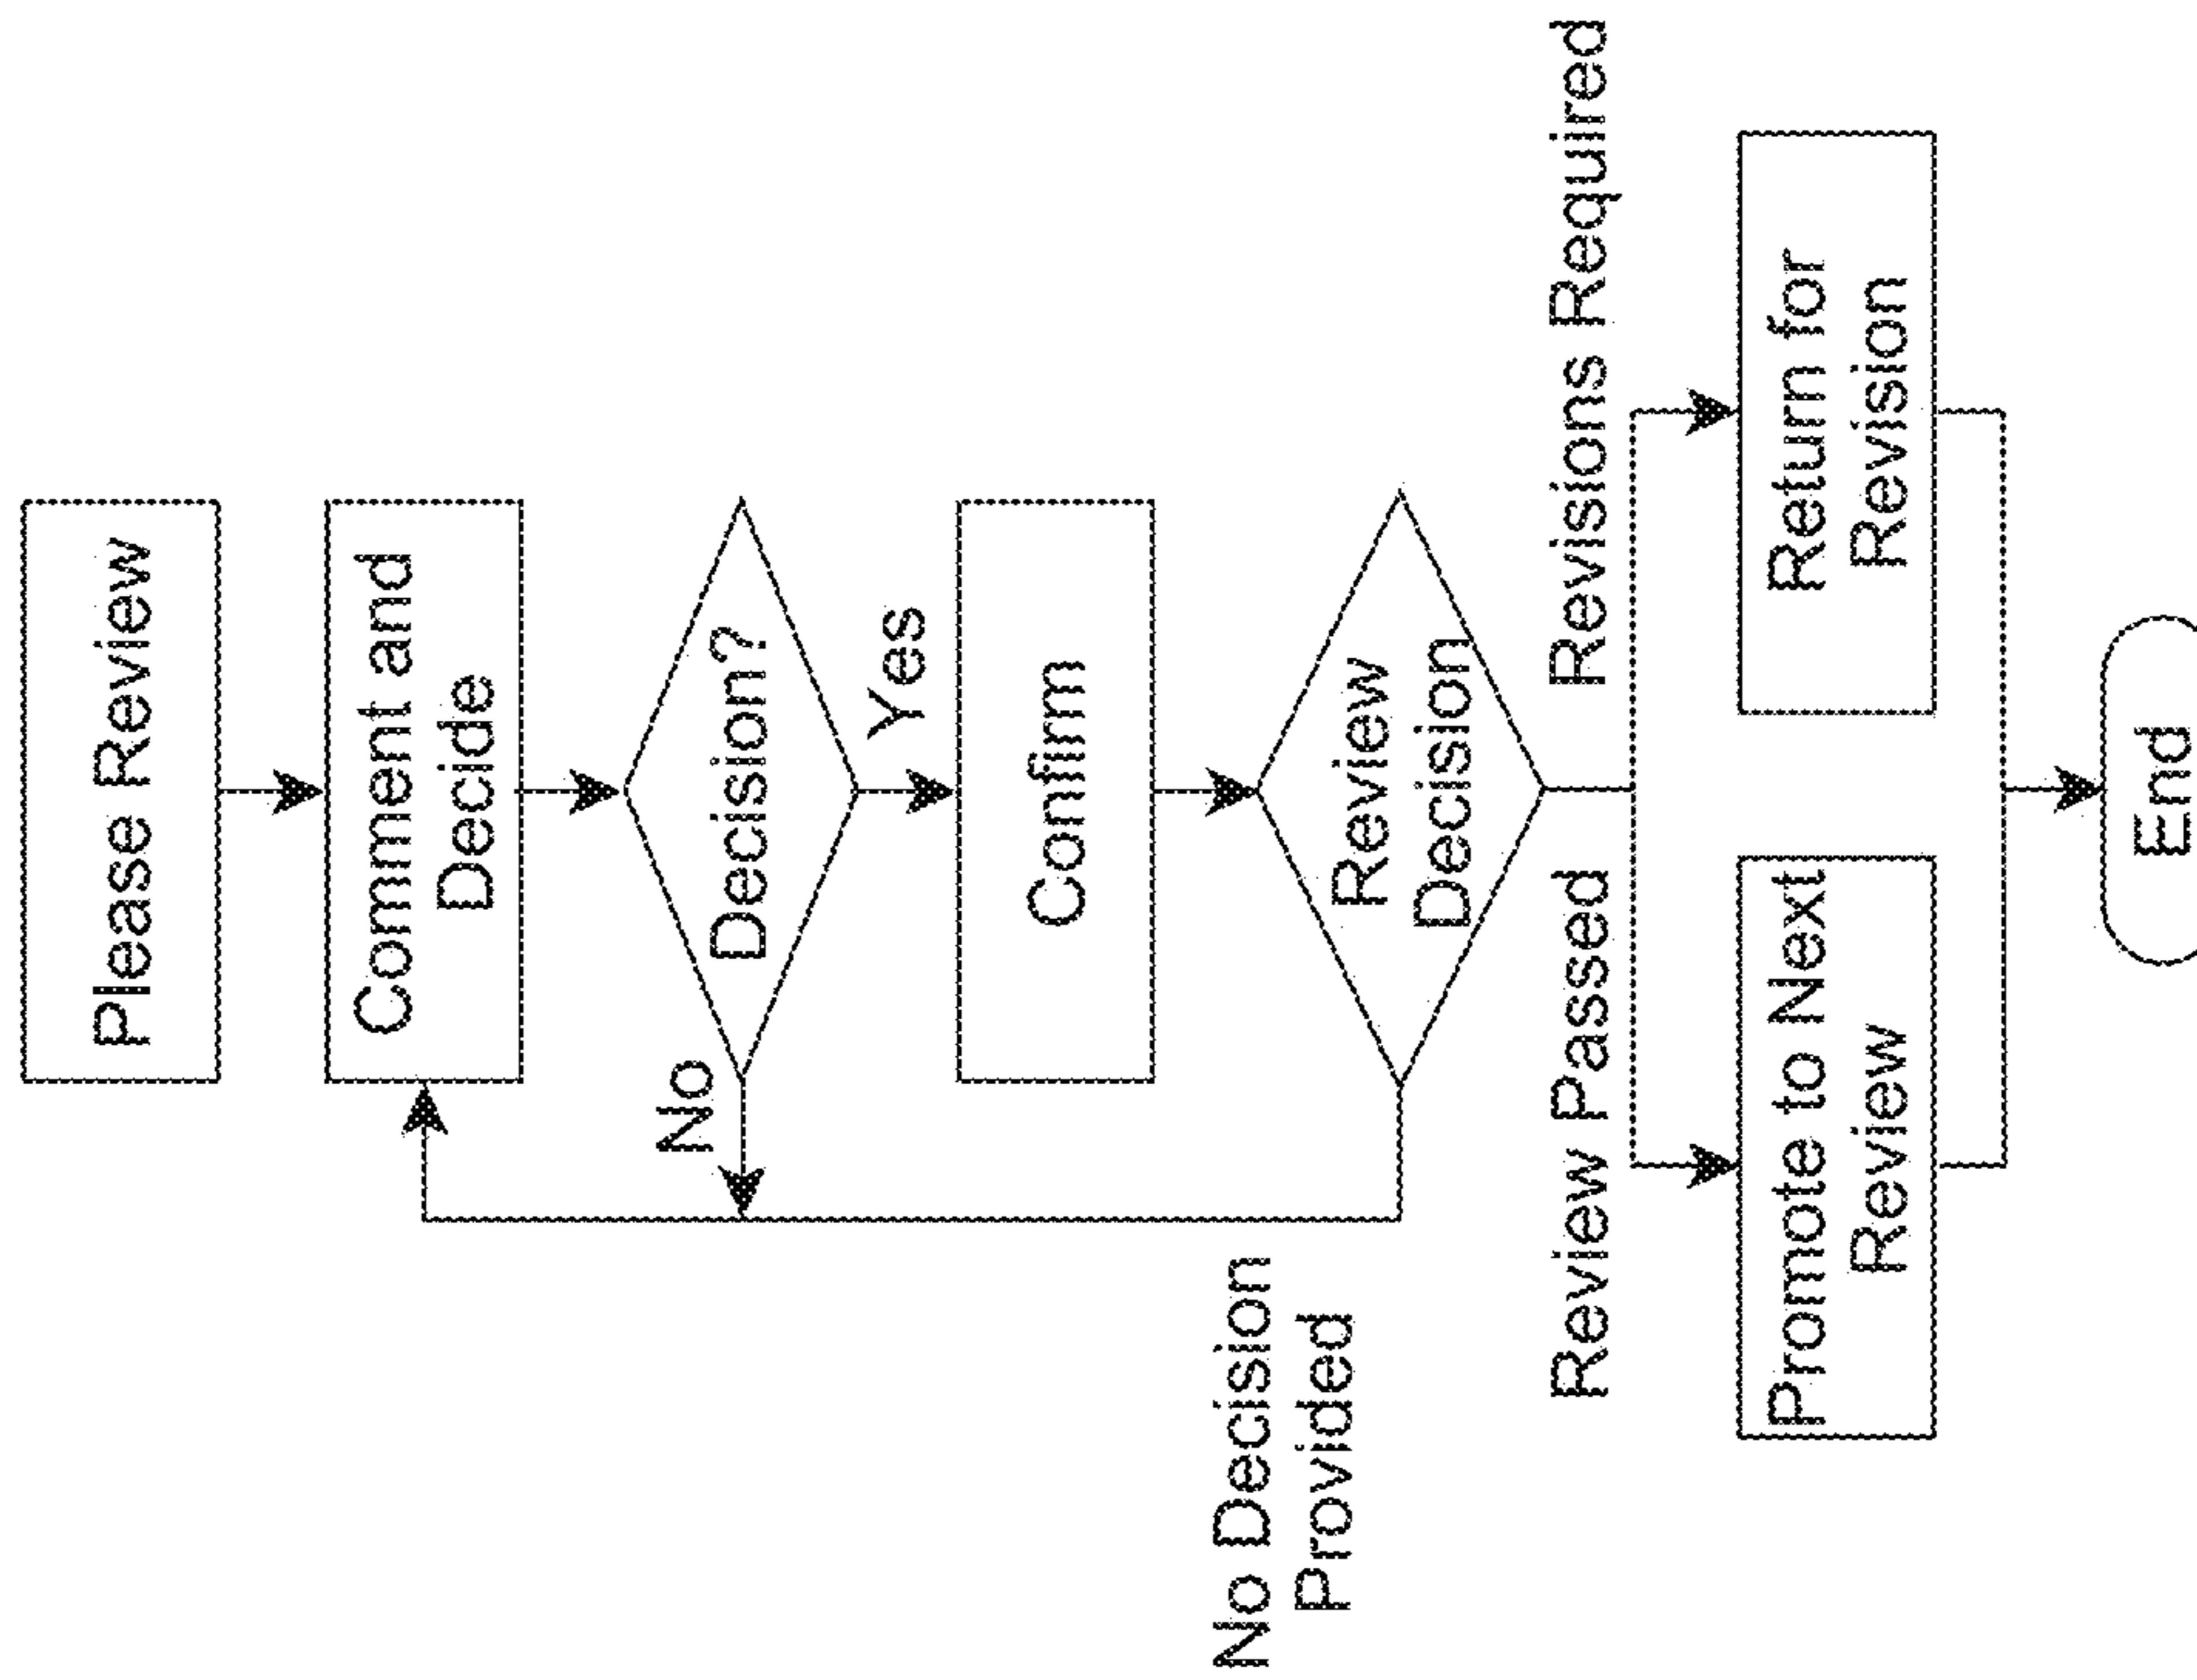 Please Review
Comment and
Decide
No
Decision?
Yes
Confirm
No Decision
Provided
Review
Decision
Review Passed
Revisions Required
Promote to Next
Review
Return for
Revision
End